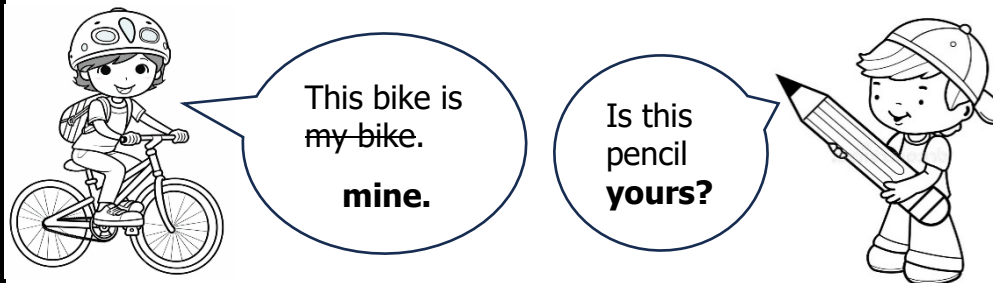 This bike is
my bike.
mine.
Is this
pencil
yours?